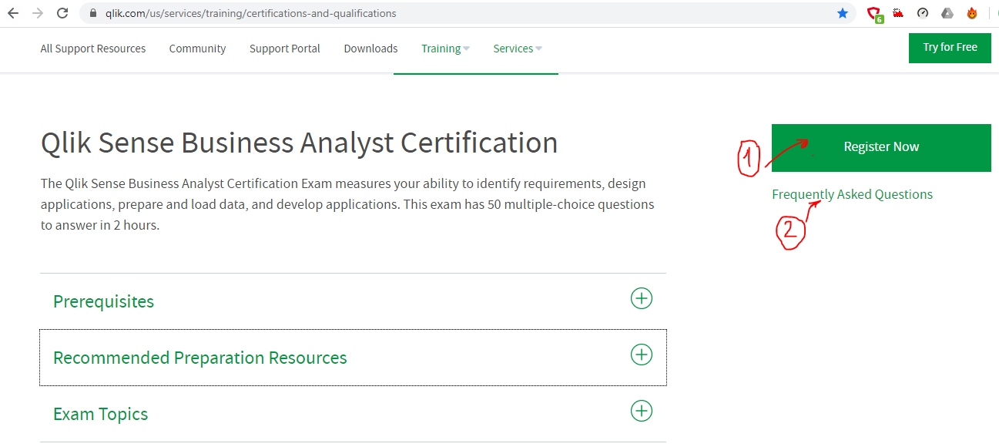 qlik.com/us/services/training/certifications-and-qualifications
6
All Support Resources Community Support Portal Downloads Training Services Try for Free
Qlik Sense Business Analyst Certification
The Qlik Sense Business Analyst Certification Exam measures your ability to identify requirements, design
applications, prepare and load data, and develop applications. This exam has 50 multiple-choice questions
to answer in 2 hours.
1
Register Now
Frequently Asked Questions
2
Prerequisites
Recommended Preparation Resources
Exam Topics